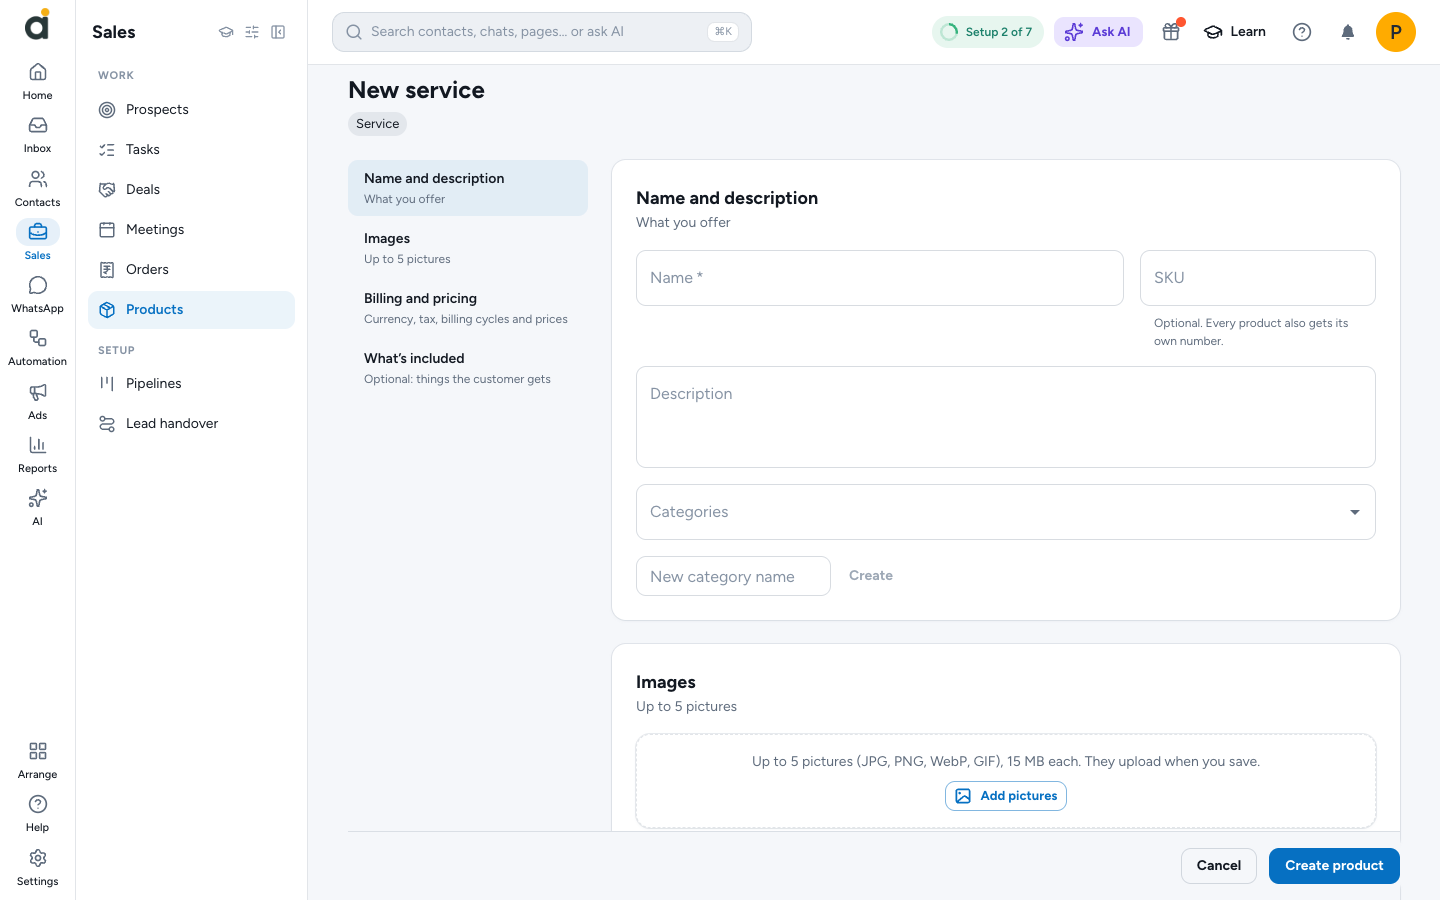 Home
Inbox
Contacts
Sales
WhatsApp
Automation
Ads
Reports
AI
Arrange
Help
Settings
Sales
WORK
Prospects
Tasks
Deals
Meetings
Orders
Products
SETUP
Pipelines
Lead handover
Search contacts, chats, pages... or ask AI
⌘K
Setup 2 of 7
Ask AI
Learn
P
New service
Service
Name and description
What you offer
Images
Up to 5 pictures
Billing and pricing
Currency, tax, billing cycles and prices
What's included
Optional: things the customer gets
Name and description
What you offer
Name *
SKU
Optional. Every product also gets its
own number.
Description
Categories
New category name
Create
Images
Up to 5 pictures
Up to 5 pictures (JPG, PNG, WebP, GIF), 15 MB each. They upload when you save.
Add pictures
Cancel
Create product